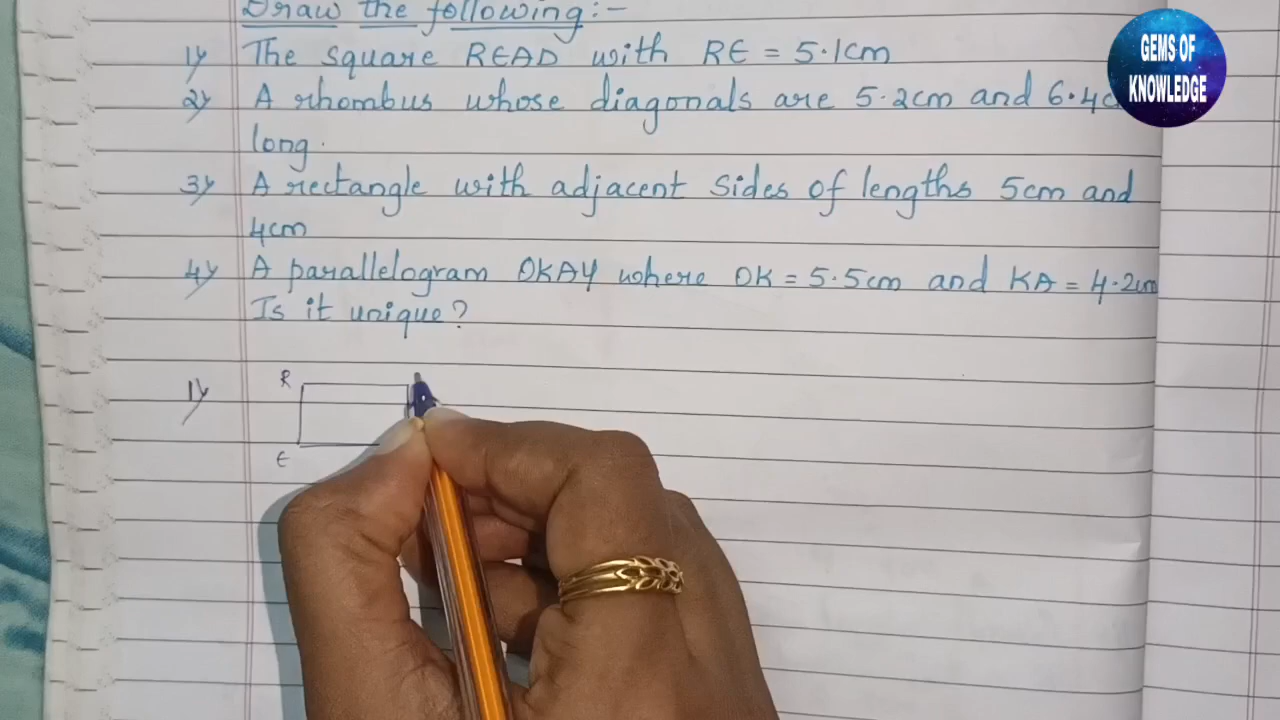 Draw the following:-
1) The square READ with RE = 5.1cm
2) A rhombus whose diagonals are 5.2cm and 6.4c
long.
3) A rectangle with adjacent sides of lengths 5cm and
4cm
4) A parallelogram OKAY where OK = 5.5cm and KA = 4.2cm
Is it unique?
1) R
E
GEMS OF
KNOWLEDGE